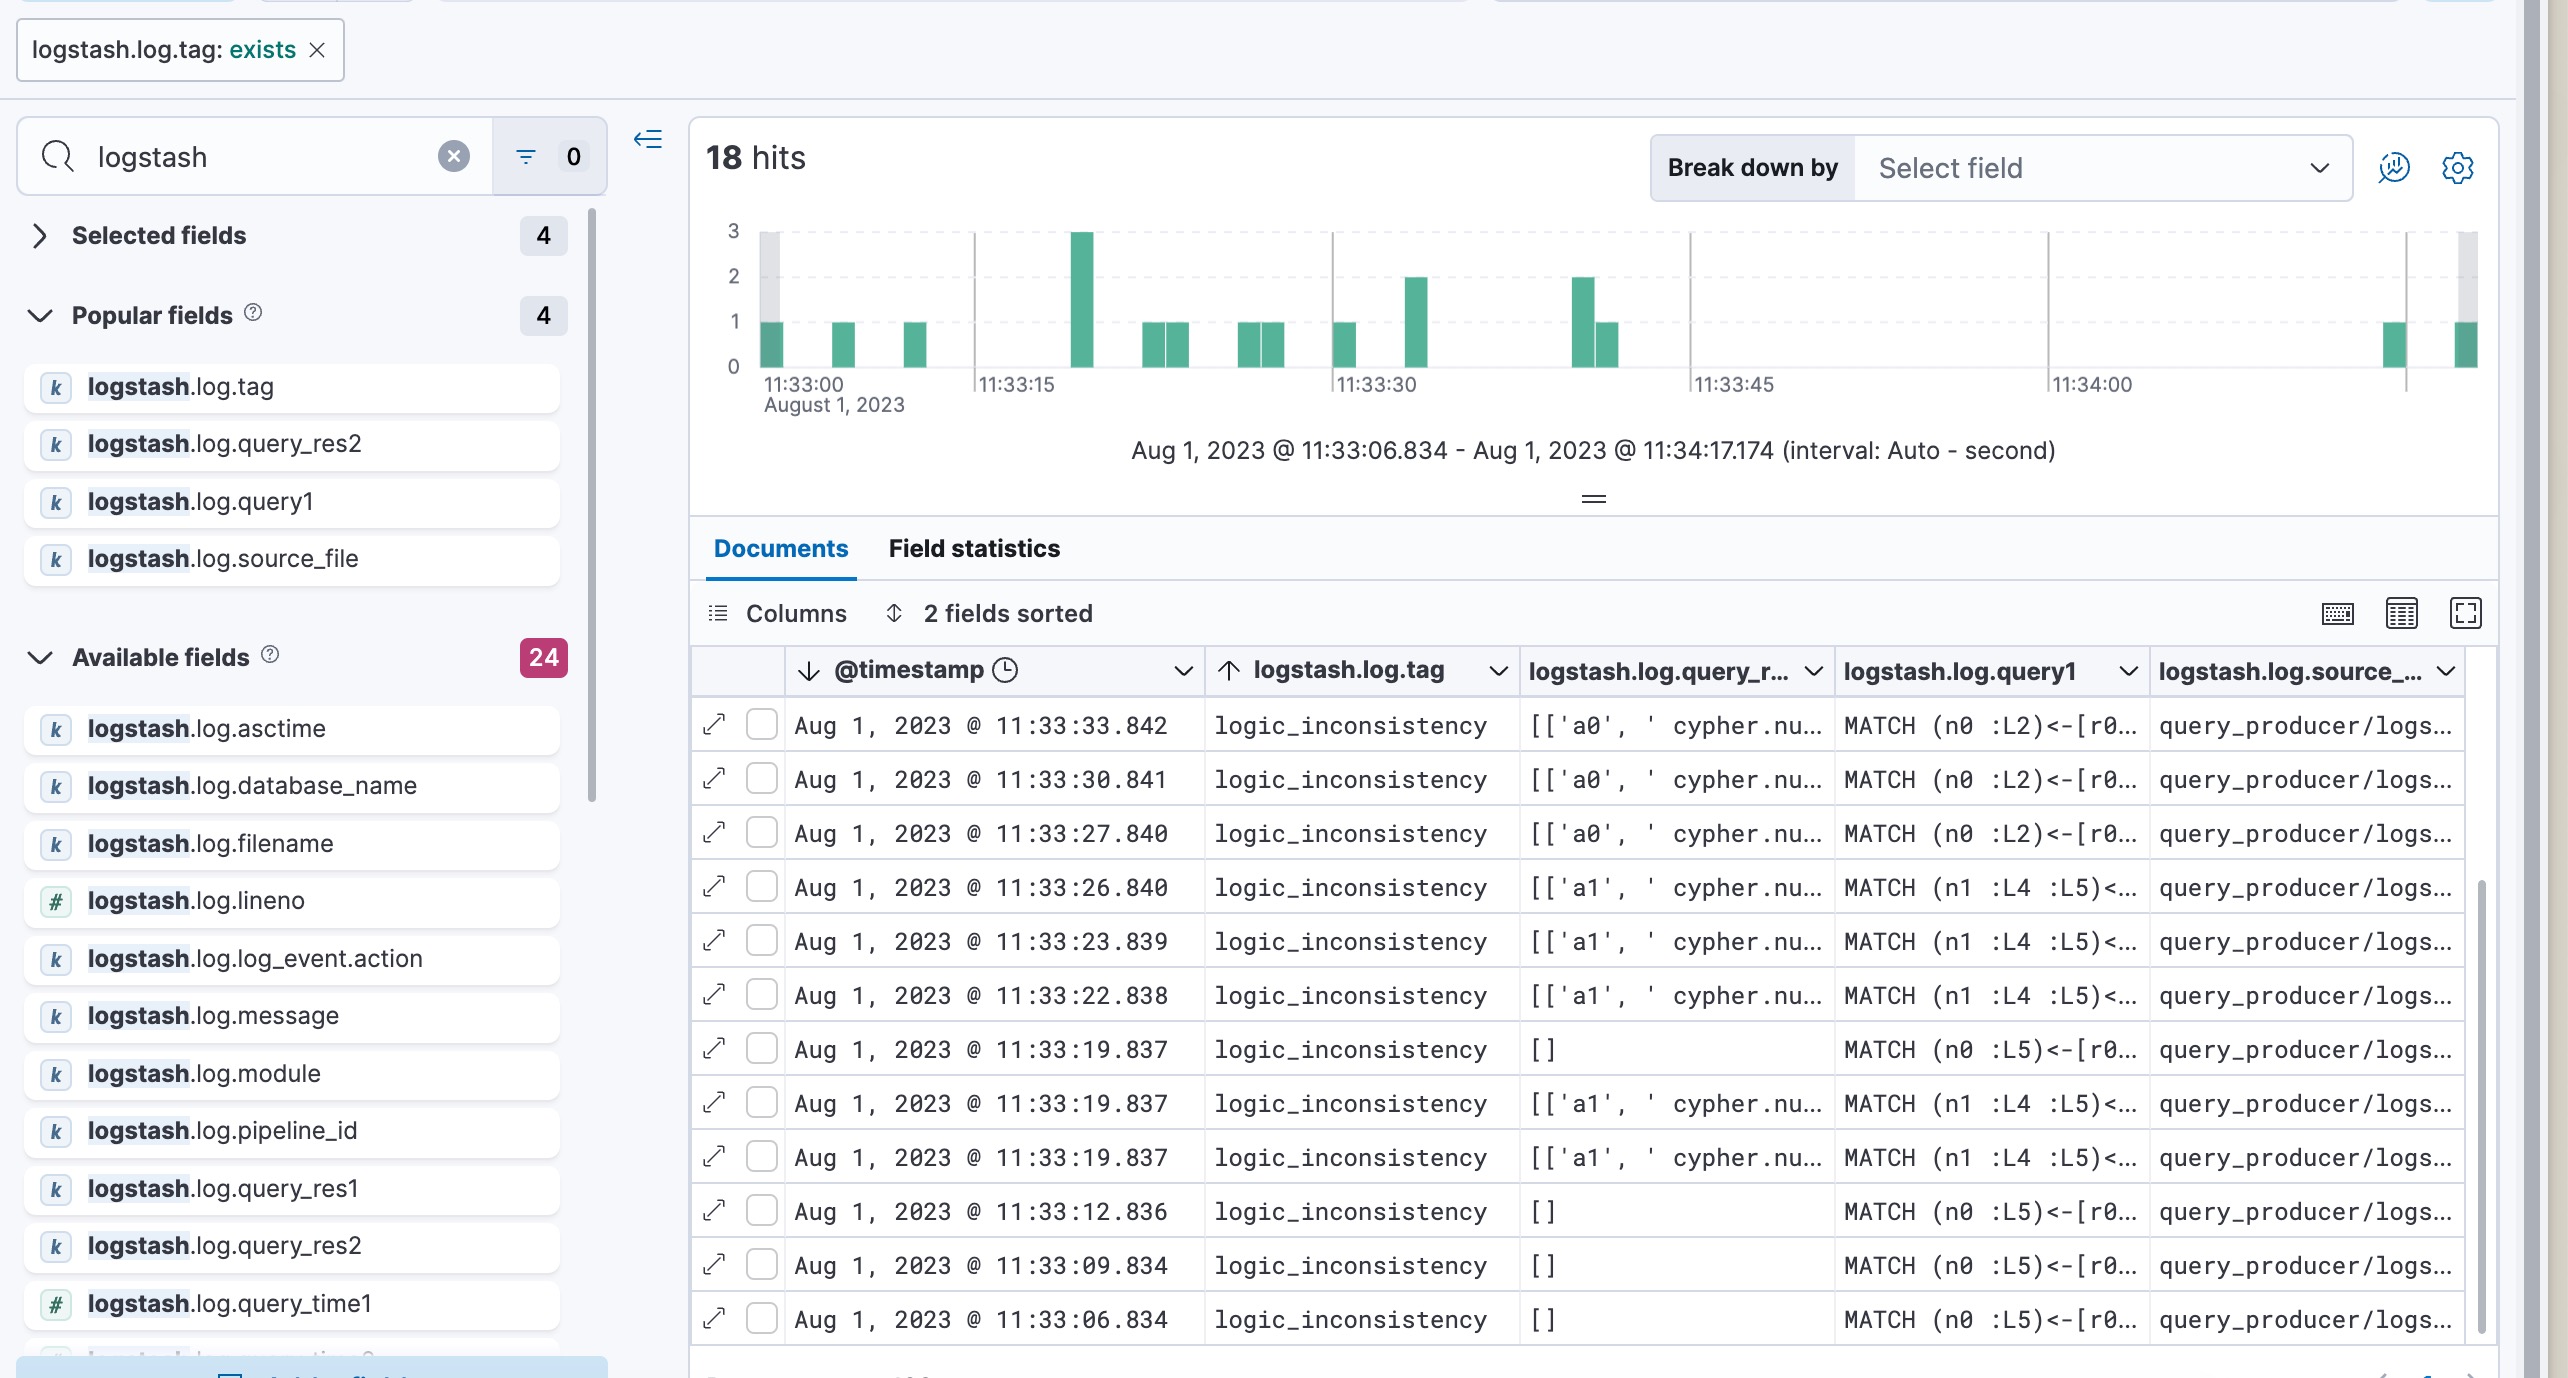 logstash.log.tag: exists
logstash
0
Selected fields 4
Popular fields 4
k logstash.log.tag
k logstash.log.query_res2
k logstash.log.query1
k logstash.log.source_file
Available fields 24
k logstash.log.asctime
k logstash.log.database_name
k logstash.log.filename
# logstash.log.lineno
k logstash.log.log_event.action
k logstash.log.message
k logstash.log.module
k logstash.log.pipeline_id
k logstash.log.query_res1
k logstash.log.query_res2
# logstash.log.query_time1
18 hits
Break down by Select field
3
2
1
0
11:33:00 11:33:15 11:33:30 11:33:45 11:34:00
August 1, 2023
Aug 1, 2023 @ 11:33:06.834 - Aug 1, 2023 @ 11:34:17.174 (interval: Auto - second)
Documents Field statistics
Columns 2 fields sorted
@timestamp logstash.log.tag logstash.log.query_r... logstash.log.query1 logstash.log.source_...
Aug 1, 2023 @ 11:33:33.842 logic_inconsistency [['a0', ' cypher.nu... MATCH (n0 :L2)<-[r0... query_producer/logs...
Aug 1, 2023 @ 11:33:30.841 logic_inconsistency [['a0', ' cypher.nu... MATCH (n0 :L2)<-[r0... query_producer/logs...
Aug 1, 2023 @ 11:33:27.840 logic_inconsistency [['a0', ' cypher.nu... MATCH (n0 :L2)<-[r0... query_producer/logs...
Aug 1, 2023 @ 11:33:26.840 logic_inconsistency [['a1', ' cypher.nu... MATCH (n1 :L4 :L5)<... query_producer/logs...
Aug 1, 2023 @ 11:33:23.839 logic_inconsistency [['a1', ' cypher.nu... MATCH (n1 :L4 :L5)<... query_producer/logs...
Aug 1, 2023 @ 11:33:22.838 logic_inconsistency [['a1', ' cypher.nu... MATCH (n1 :L4 :L5)<... query_producer/logs...
Aug 1, 2023 @ 11:33:19.837 logic_inconsistency [] MATCH (n0 :L5)<-[r0... query_producer/logs...
Aug 1, 2023 @ 11:33:19.837 logic_inconsistency [['a1', ' cypher.nu... MATCH (n1 :L4 :L5)<... query_producer/logs...
Aug 1, 2023 @ 11:33:19.837 logic_inconsistency [['a1', ' cypher.nu... MATCH (n1 :L4 :L5)<... query_producer/logs...
Aug 1, 2023 @ 11:33:12.836 logic_inconsistency [] MATCH (n0 :L5)<-[r0... query_producer/logs...
Aug 1, 2023 @ 11:33:09.834 logic_inconsistency [] MATCH (n0 :L5)<-[r0... query_producer/logs...
Aug 1, 2023 @ 11:33:06.834 logic_inconsistency [] MATCH (n0 :L5)<-[r0... query_producer/logs...